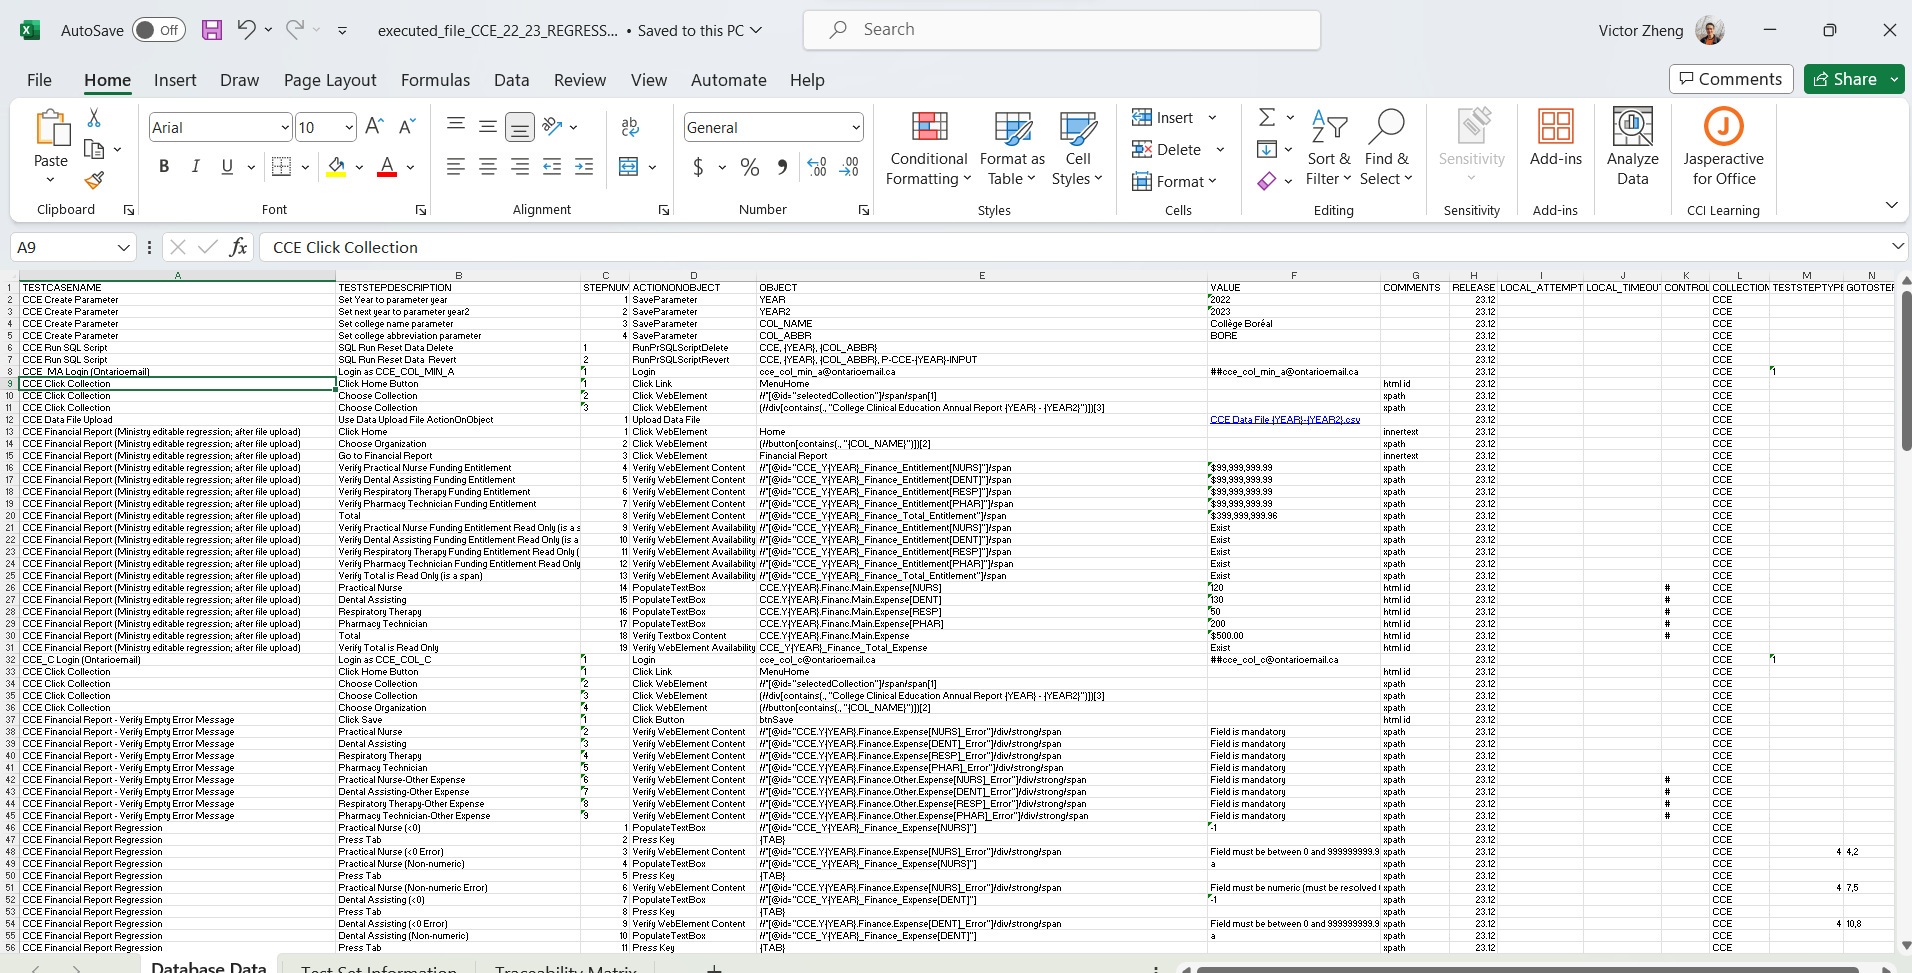 AutoSave Off executed_file_CCE_22_23_REGRESS... • Saved to this PC Search Victor Zheng
File Home Insert Draw Page Layout Formulas Data Review View Automate Help Comments Share
Paste Arial 10 General Conditional Formatting Format as Table Cell Styles Insert Delete Format Sort & Filter Find & Select Sensitivity Add-ins Analyze Data Jasperactive for Office
Clipboard Font Alignment Number Styles Cells Editing Sensitivity Add-ins CCI Learning
A9 fx CCE Click Collection
A B C D E F G H I J K L M N
1 TESTCASENAME TESTSTEPDESCRIPTION STEPNUM ACTIONONOBJECT OBJECT VALUE COMMENTS RELEASE LOCAL_ATTEMPT LOCAL_TIMEOUT CONTROL COLLECTION TESTSTEPTYPE GOTOSTEP
2 CCE Create Parameter Set Year to parameter year 1 SaveParameter YEAR 2022 23.12 CCE
3 CCE Create Parameter Set next year to parameter year2 2 SaveParameter YEAR2 2023 23.12 CCE
4 CCE Create Parameter Set college name parameter 3 SaveParameter COL_NAME Collège Boréal 23.12 CCE
5 CCE Create Parameter Set college abbreviation parameter 4 SaveParameter COL_ABBR BORE 23.12 CCE
6 CCE Run SQL Script SQL Run Reset Data Delete 1 RunPrSQLScriptDelete CCE, {YEAR}, {COL_ABBR} 23.12 CCE
7 CCE Run SQL Script SQL Run Reset Data Revert 2 RunPrSQLScriptRevert CCE, {YEAR}, {COL_ABBR}, P-CCE-{YEAR}-INPUT 23.12 CCE
8 CCE_MA Login (Ontarioemail) Login as CCE_COL_MIN_A 1 Login cce_col_min_a@ontarioemail.ca ##cce_col_min_a@ontarioemail.ca 23.12 CCE 1
9 CCE Click Collection Click Home Button 1 Click Link MenuHome html id 23.12 CCE
10 CCE Click Collection Choose Collection 2 Click WebElement //*[@id="selectedCollection"]/span/span[1] xpath 23.12 CCE
11 CCE Click Collection Choose Collection 3 Click WebElement (//div[contains(., "College Clinical Education Annual Report {YEAR} - {YEAR2}")])[3] xpath 23.12 CCE
12 CCE Data File Upload Use Data Upload File ActionOnObject 1 Upload Data File CCE Data File {YEAR}-{YEAR2}.csv 23.12 CCE
13 CCE Financial Report (Ministry editable regression; after file upload) Click Home 1 Click WebElement Home innertext 23.12 CCE
14 CCE Financial Report (Ministry editable regression; after file upload) Choose Organization 2 Click WebElement (//button[contains(., "{COL_NAME}")])[2] xpath 23.12 CCE
15 CCE Financial Report (Ministry editable regression; after file upload) Go to Financial Report 3 Click WebElement Financial Report innertext 23.12 CCE
16 CCE Financial Report (Ministry editable regression; after file upload) Verify Practical Nurse Funding Entitlement 4 Verify WebElement Content //*[@id="CCE_Y{YEAR}_Finance_Entitlement[NURS]"]/span $99,999,999.99 xpath 23.12 CCE
17 CCE Financial Report (Ministry editable regression; after file upload) Verify Dental Assisting Funding Entitlement 5 Verify WebElement Content //*[@id="CCE_Y{YEAR}_Finance_Entitlement[DENT]"]/span $99,999,999.99 xpath 23.12 CCE
18 CCE Financial Report (Ministry editable regression; after file upload) Verify Respiratory Therapy Funding Entitlement 6 Verify WebElement Content //*[@id="CCE_Y{YEAR}_Finance_Entitlement[RESP]"]/span $99,999,999.99 xpath 23.12 CCE
19 CCE Financial Report (Ministry editable regression; after file upload) Verify Pharmacy Technician Funding Entitlement 7 Verify WebElement Content //*[@id="CCE_Y{YEAR}_Finance_Entitlement[PHAR]"]/span $99,999,999.99 xpath 23.12 CCE
20 CCE Financial Report (Ministry editable regression; after file upload) Total 8 Verify WebElement Content //*[@id="CCE_Y{YEAR}_Finance_Total_Entitlement"]/span $399,999,999.96 xpath 23.12 CCE
21 CCE Financial Report (Ministry editable regression; after file upload) Verify Practical Nurse Funding Entitlement Read Only (is a s 9 Verify WebElement Availability //*[@id="CCE_Y{YEAR}_Finance_Entitlement[NURS]"]/span Exist xpath 23.12 CCE
22 CCE Financial Report (Ministry editable regression; after file upload) Verify Dental Assisting Funding Entitlement Read Only (is a 10 Verify WebElement Availability //*[@id="CCE_Y{YEAR}_Finance_Entitlement[DENT]"]/span Exist xpath 23.12 CCE
23 CCE Financial Report (Ministry editable regression; after file upload) Verify Respiratory Therapy Funding Entitlement Read Only ( 11 Verify WebElement Availability //*[@id="CCE_Y{YEAR}_Finance_Entitlement[RESP]"]/span Exist xpath 23.12 CCE
24 CCE Financial Report (Ministry editable regression; after file upload) Verify Pharmacy Technician Funding Entitlement Read Only 12 Verify WebElement Availability //*[@id="CCE_Y{YEAR}_Finance_Entitlement[PHAR]"]/span Exist xpath 23.12 CCE
25 CCE Financial Report (Ministry editable regression; after file upload) Verify Total is Read Only (is a span) 13 Verify WebElement Availability //*[@id="CCE_Y{YEAR}_Finance_Total_Entitlement"]/span Exist xpath 23.12 CCE
26 CCE Financial Report (Ministry editable regression; after file upload) Practical Nurse 14 PopulateTextBox CCE.Y{YEAR}.Financ.Main.Expense[NURS] 120 html id 23.12 # CCE
27 CCE Financial Report (Ministry editable regression; after file upload) Dental Assisting 15 PopulateTextBox CCE.Y{YEAR}.Financ.Main.Expense[DENT] 130 html id 23.12 # CCE
28 CCE Financial Report (Ministry editable regression; after file upload) Respiratory Therapy 16 PopulateTextBox CCE.Y{YEAR}.Financ.Main.Expense[RESP] 50 html id 23.12 # CCE
29 CCE Financial Report (Ministry editable regression; after file upload) Pharmacy Technician 17 PopulateTextBox CCE.Y{YEAR}.Financ.Main.Expense[PHAR] 200 html id 23.12 # CCE
30 CCE Financial Report (Ministry editable regression; after file upload) Total 18 Verify Textbox Content CCE.Y{YEAR}.Financ.Main.Expense $500.00 html id 23.12 # CCE
31 CCE Financial Report (Ministry editable regression; after file upload) Verify Total is Read Only 19 Verify WebElement Availability CCE_Y{YEAR}_Finance_Total_Expense Exist html id 23.12 CCE
32 CCE_C Login (Ontarioemail) Login as CCE_COL_C 1 Login cce_col_c@ontarioemail.ca ##cce_col_c@ontarioemail.ca 23.12 CCE 1
33 CCE Click Collection Click Home Button 1 Click Link MenuHome html id 23.12 CCE
34 CCE Click Collection Choose Collection 2 Click WebElement //*[@id="selectedCollection"]/span/span[1] xpath 23.12 CCE
35 CCE Click Collection Choose Collection 3 Click WebElement (//div[contains(., "College Clinical Education Annual Report {YEAR} - {YEAR2}")])[3] xpath 23.12 CCE
36 CCE Click Collection Choose Organization 4 Click WebElement (//button[contains(., "{COL_NAME}")])[2] xpath 23.12 CCE
37 CCE Financial Report - Verify Empty Error Message Click Save 1 Click Button btnSave html id 23.12 CCE
38 CCE Financial Report - Verify Empty Error Message Practical Nurse 2 Verify WebElement Content //*[@id="CCE.Y{YEAR}.Finance.Expense[NURS]_Error"]/div/strong/span Field is mandatory xpath 23.12 CCE
39 CCE Financial Report - Verify Empty Error Message Dental Assisting 3 Verify WebElement Content //*[@id="CCE.Y{YEAR}.Finance.Expense[DENT]_Error"]/div/strong/span Field is mandatory xpath 23.12 CCE
40 CCE Financial Report - Verify Empty Error Message Respiratory Therapy 4 Verify WebElement Content //*[@id="CCE.Y{YEAR}.Finance.Expense[RESP]_Error"]/div/strong/span Field is mandatory xpath 23.12 CCE
41 CCE Financial Report - Verify Empty Error Message Pharmacy Technician 5 Verify WebElement Content //*[@id="CCE.Y{YEAR}.Finance.Expense[PHAR]_Error"]/div/strong/span Field is mandatory xpath 23.12 CCE
42 CCE Financial Report - Verify Empty Error Message Practical Nurse-Other Expense 6 Verify WebElement Content //*[@id="CCE.Y{YEAR}.Finance.Other.Expense[NURS]_Error"]/div/strong/span Field is mandatory xpath 23.12 # CCE
43 CCE Financial Report - Verify Empty Error Message Dental Assisting-Other Expense 7 Verify WebElement Content //*[@id="CCE.Y{YEAR}.Finance.Other.Expense[DENT]_Error"]/div/strong/span Field is mandatory xpath 23.12 # CCE
44 CCE Financial Report - Verify Empty Error Message Respiratory Therapy-Other Expense 8 Verify WebElement Content //*[@id="CCE.Y{YEAR}.Finance.Other.Expense[RESP]_Error"]/div/strong/span Field is mandatory xpath 23.12 # CCE
45 CCE Financial Report - Verify Empty Error Message Pharmacy Technician-Other Expense 9 Verify WebElement Content //*[@id="CCE.Y{YEAR}.Finance.Other.Expense[PHAR]_Error"]/div/strong/span Field is mandatory xpath 23.12 # CCE
46 CCE Financial Report Regression Practical Nurse (<0) 1 PopulateTextBox //*[@id="CCE_Y{YEAR}_Finance_Expense[NURS]"] -1 xpath 23.12 CCE
47 CCE Financial Report Regression Press Tab 2 Press Key {TAB} xpath 23.12 CCE
48 CCE Financial Report Regression Practical Nurse (<0 Error) 3 Verify WebElement Content //*[@id="CCE.Y{YEAR}.Finance.Expense[NURS]_Error"]/div/strong/span Field must be between 0 and 999999999.9 xpath 23.12 CCE 4 4,2
49 CCE Financial Report Regression Practical Nurse (Non-numeric) 4 PopulateTextBox //*[@id="CCE_Y{YEAR}_Finance_Expense[NURS]"] a xpath 23.12 CCE
50 CCE Financial Report Regression Press Tab 5 Press Key {TAB} xpath 23.12 CCE
51 CCE Financial Report Regression Practical Nurse (Non-numeric Error) 6 Verify WebElement Content //*[@id="CCE.Y{YEAR}.Finance.Expense[NURS]_Error"]/div/strong/span Field must be numeric (must be resolved xpath 23.12 CCE 4 7,5
52 CCE Financial Report Regression Dental Assisting (<0) 7 PopulateTextBox //*[@id="CCE_Y{YEAR}_Finance_Expense[DENT]"] -1 xpath 23.12 CCE
53 CCE Financial Report Regression Press Tab 8 Press Key {TAB} xpath 23.12 CCE
54 CCE Financial Report Regression Dental Assisting (<0 Error) 9 Verify WebElement Content //*[@id="CCE.Y{YEAR}.Finance.Expense[DENT]_Error"]/div/strong/span Field must be between 0 and 999999999.9 xpath 23.12 CCE 4 10,8
55 CCE Financial Report Regression Dental Assisting (Non-numeric) 10 PopulateTextBox //*[@id="CCE_Y{YEAR}_Finance_Expense[DENT]"] a xpath 23.12 CCE
56 CCE Financial Report Regression Press Tab 11 Press Key {TAB} xpath 23.12 CCE
Database Data Test Set Information Traceability Matrix